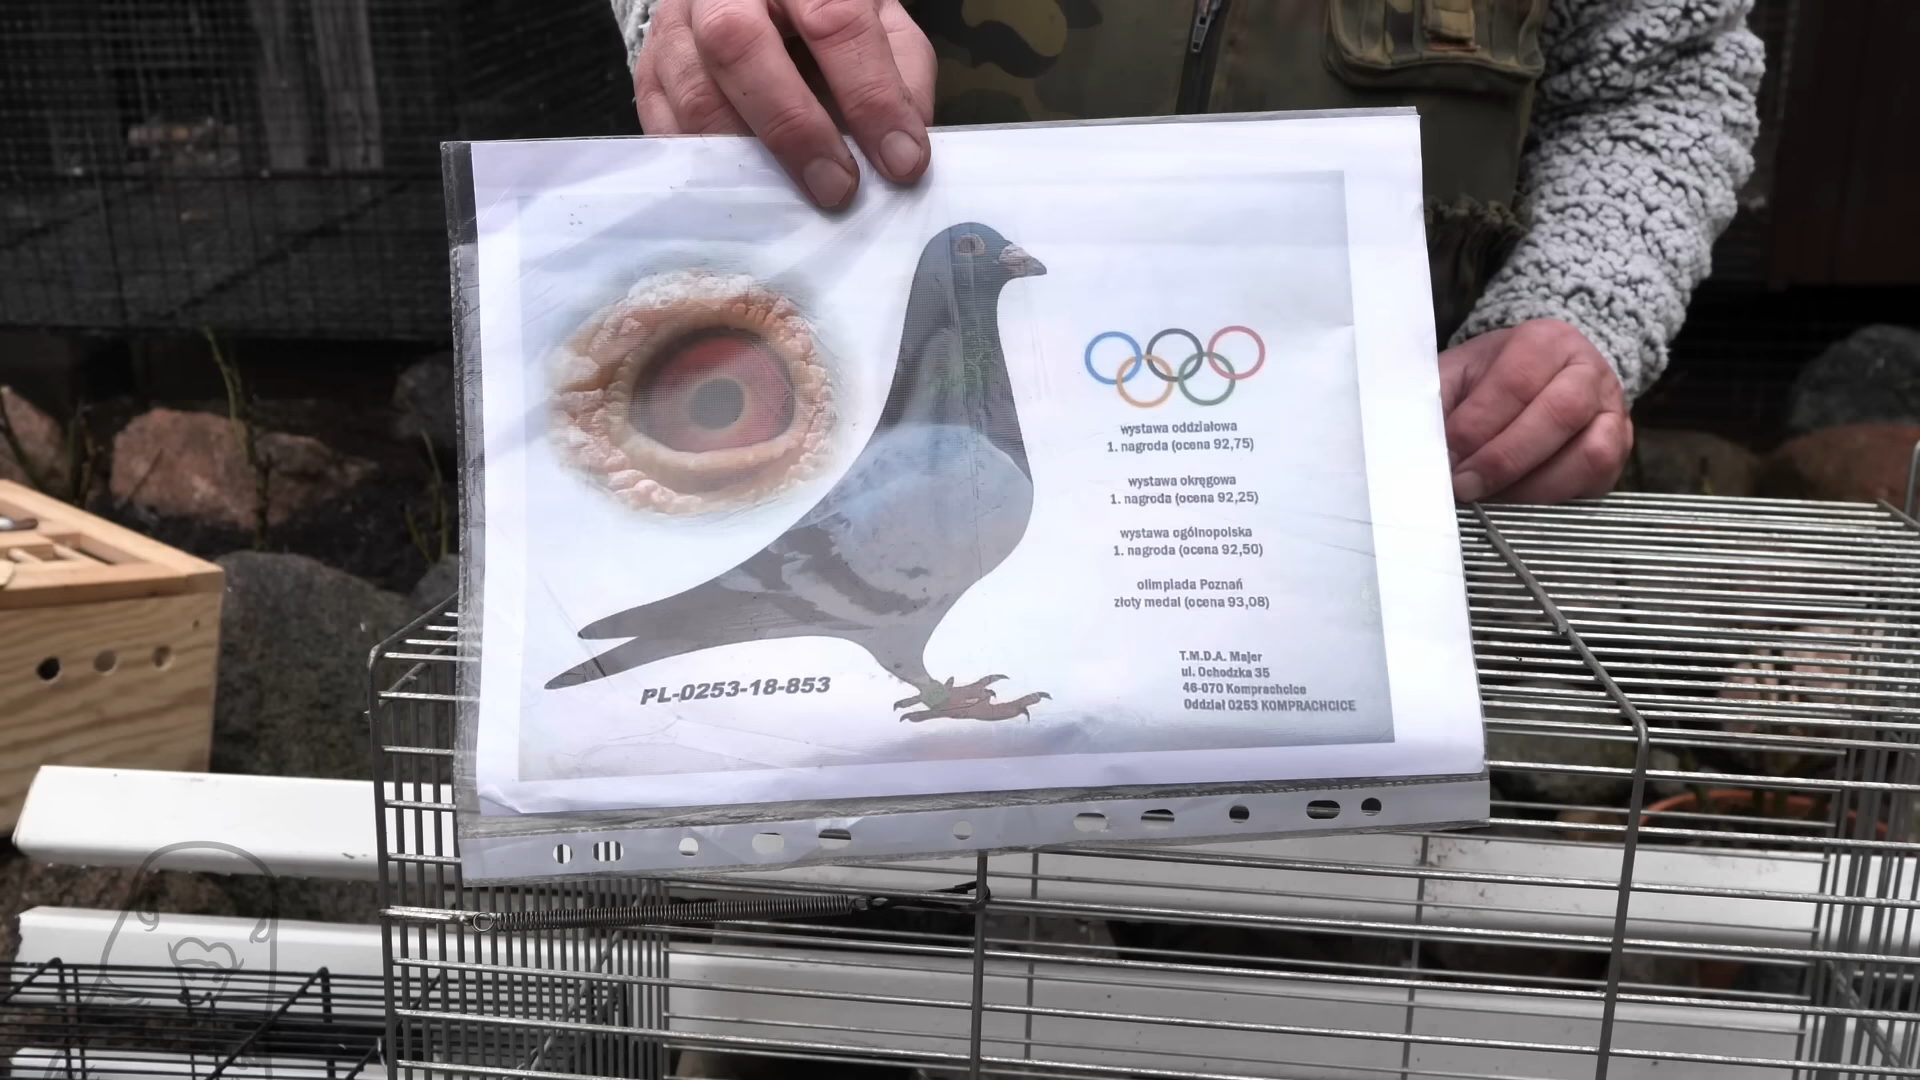 wystawa oddziałowa
1. nagroda (ocena 92,75)
wystawa okręgowa
1. nagroda (ocena 92,25)
wystawa ogólnopolska
1. nagroda (ocena 92,50)
olimpiada Poznań
złoty medal (ocena 93,08)
PL-0253-18-853
T.M.D.A. Majer
ul. Ochodzka 35
46-070 Komprachcice
Oddział 0253 KOMPRACHCICE